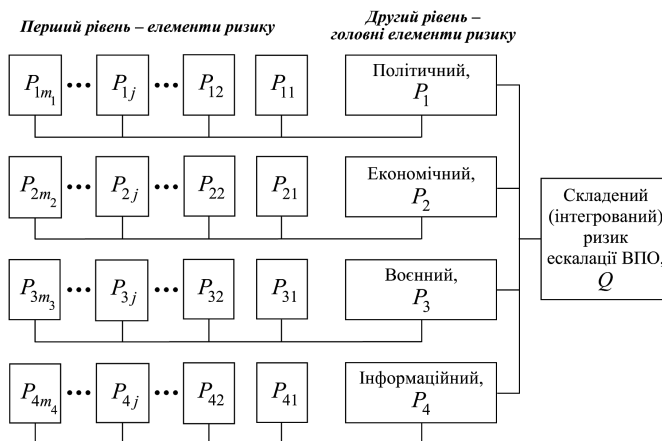 Перший рівень – елементи ризику
Другий рівень –
головні елементи ризику
P1m1 ••• P1j ••• P12 P11
Політичний,
P1
P2m2 ••• P2j ••• P22 P21
Економічний,
P2
P3m3 ••• P3j ••• P32 P31
Воєнний,
P3
P4m4 ••• P4j ••• P42 P41
Інформаційний,
P4
Складений
(інтегрований)
ризик
ескалації ВПО,
Q